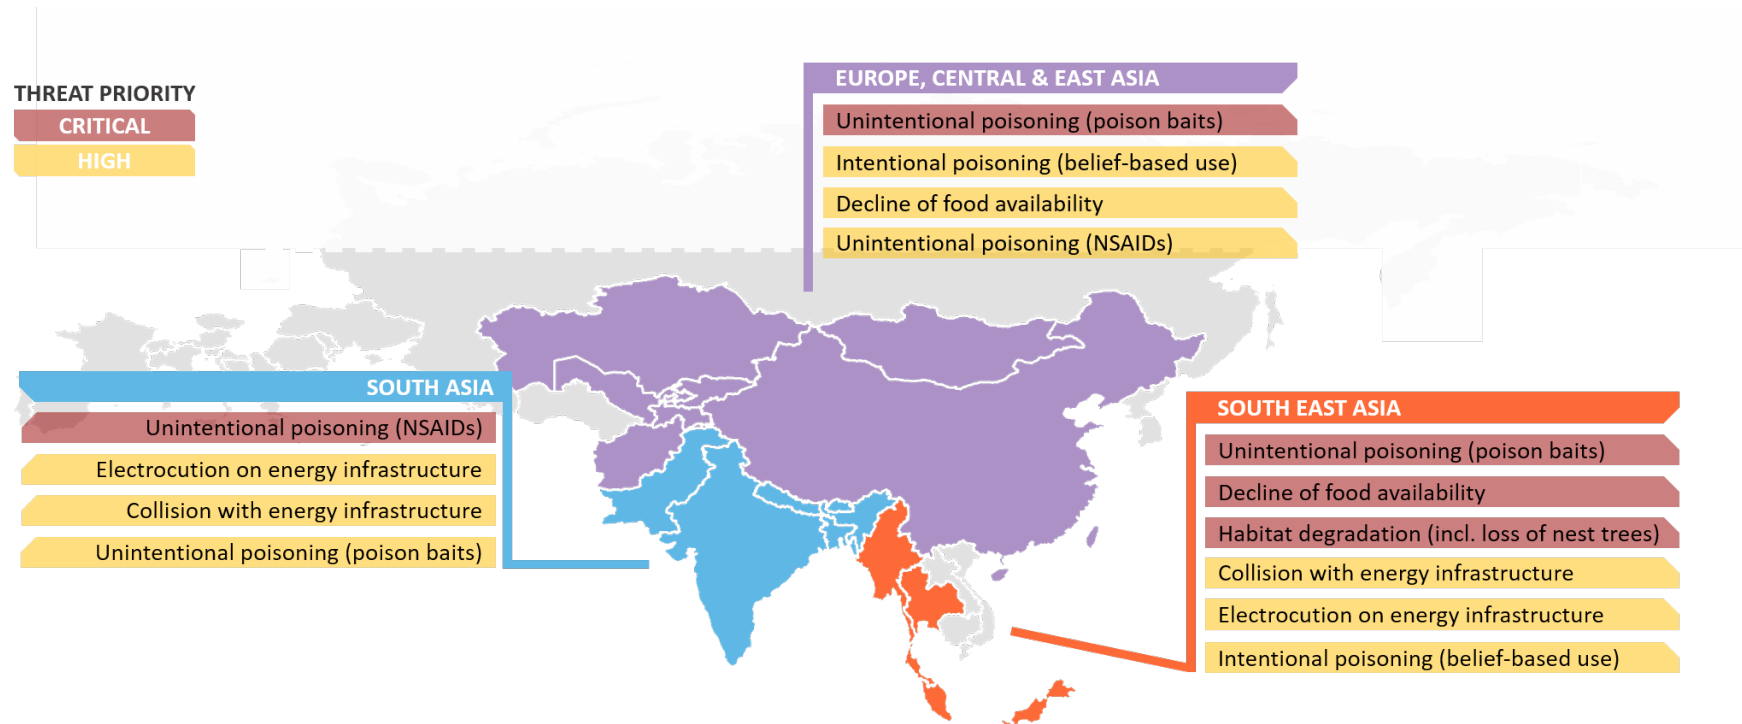 THREAT PRIORITY
CRITICAL
HIGH
EUROPE, CENTRAL & EAST ASIA
Unintentional poisoning (poison baits)
Intentional poisoning (belief-based use)
Decline of food availability
Unintentional poisoning (NSAIDs)
SOUTH ASIA
Unintentional poisoning (NSAIDs)
Electrocution on energy infrastructure
Collision with energy infrastructure
Unintentional poisoning (poison baits)
SOUTH EAST ASIA
Unintentional poisoning (poison baits)
Decline of food availability
Habitat degradation (incl. loss of nest trees)
Collision with energy infrastructure
Electrocution on energy infrastructure
Intentional poisoning (belief-based use)